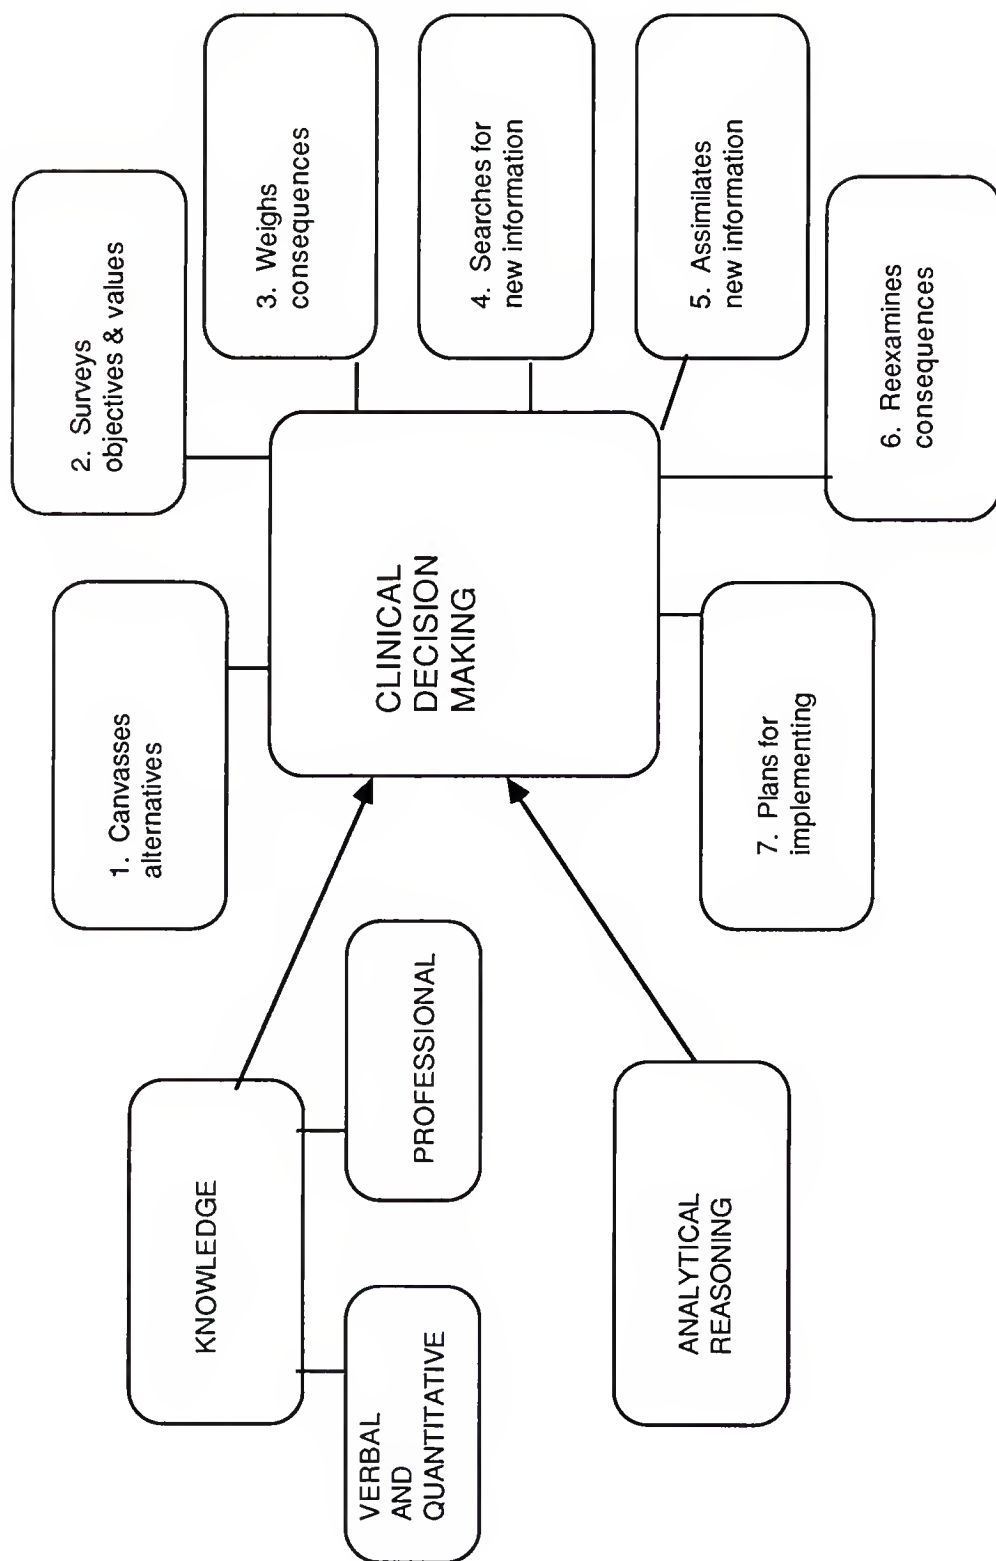 KNOWLEDGE
VERBAL
AND
QUANTITATIVE
PROFESSIONAL
ANALYTICAL
REASONING
CLINICAL
DECISION
MAKING
1. Canvasses
alternatives
2. Surveys
objectives & values
3. Weighs
consequences
4. Searches for
new information
5. Assimilates
new information
6. Reexamines
consequences
7. Plans for
implementing